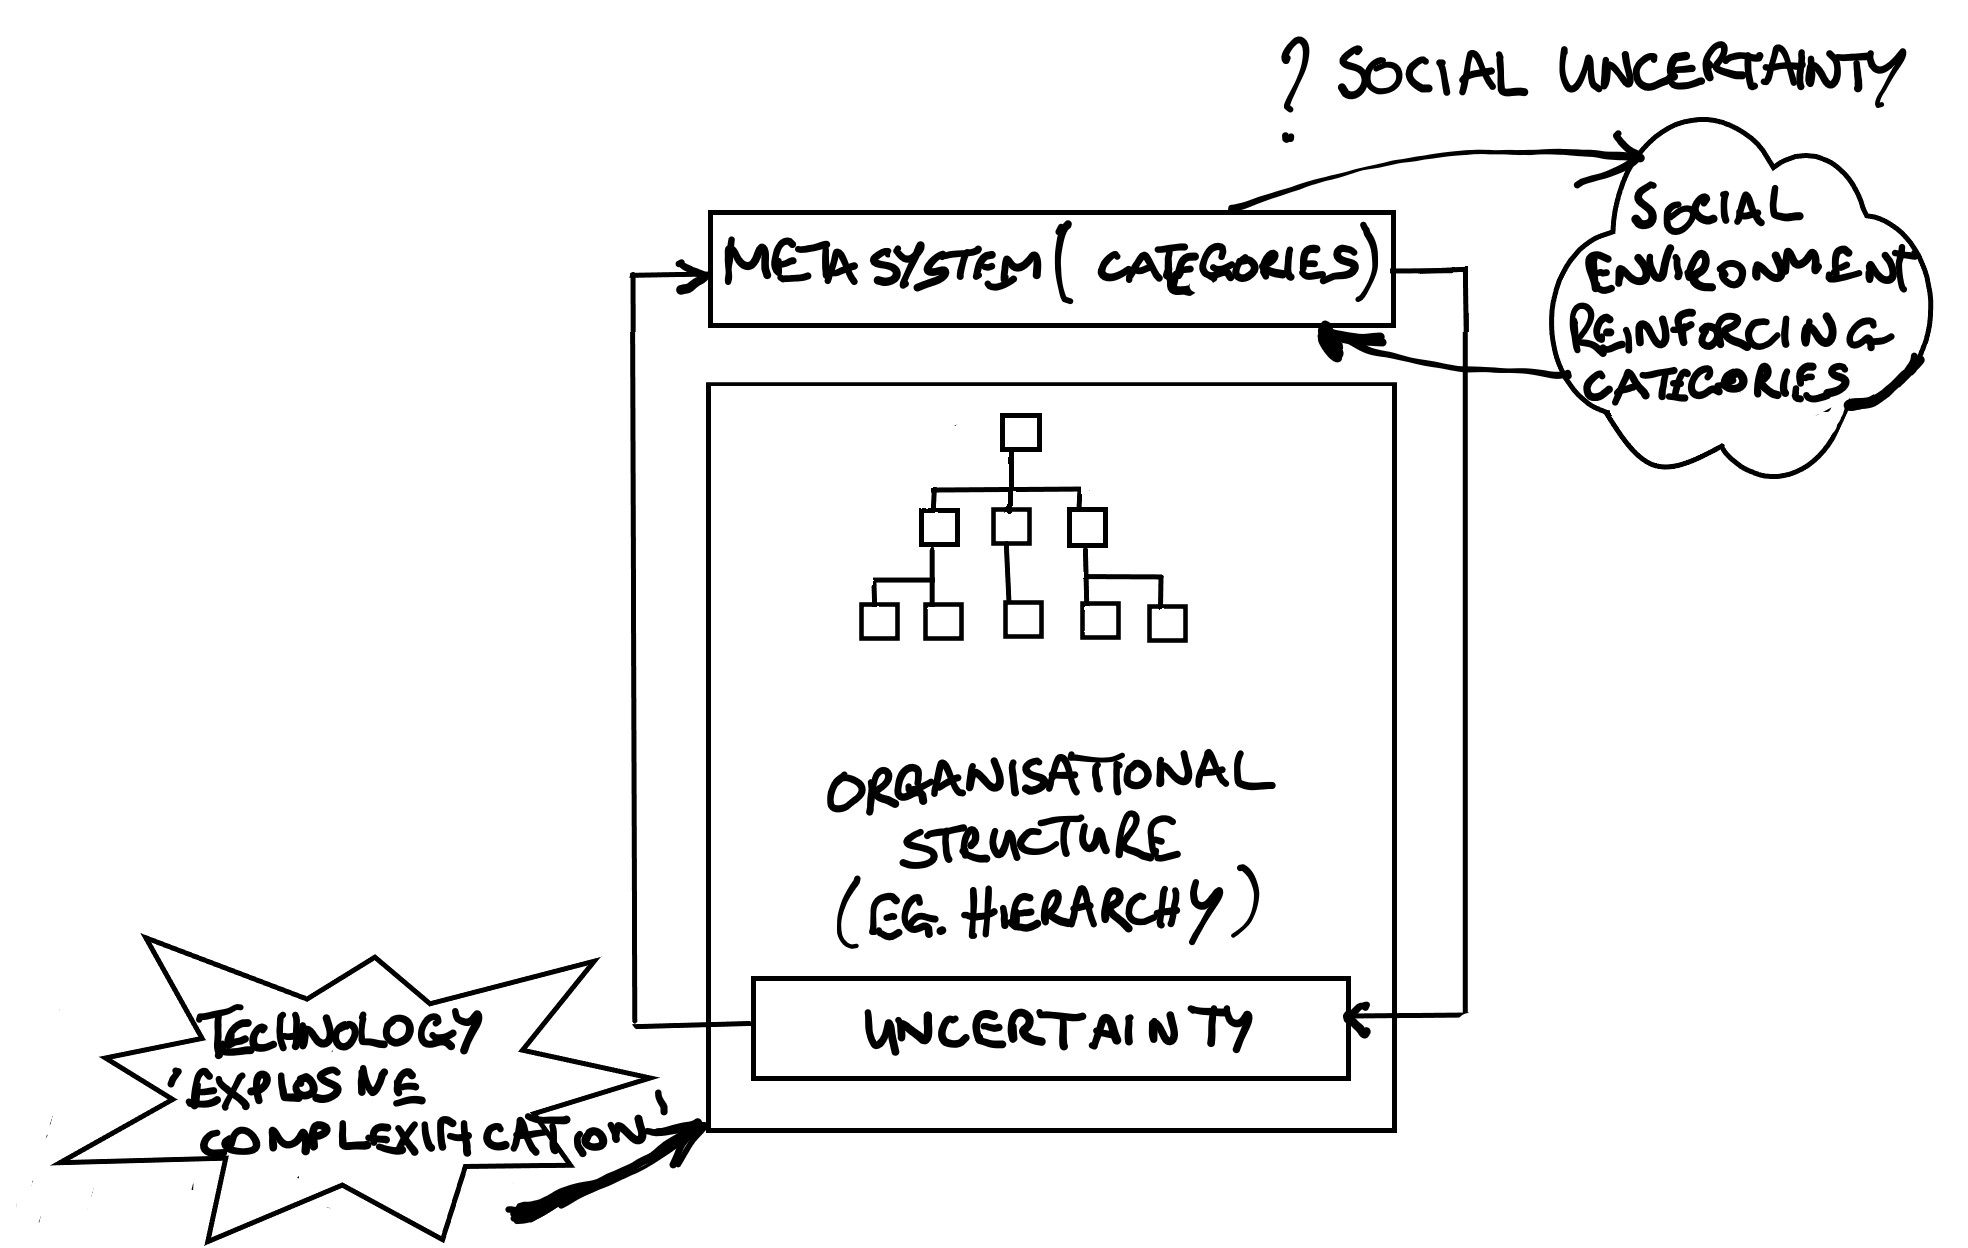 ? SOCIAL UNCERTAINTY
METASYSTEM (CATEGORIES)
SOCIAL
ENVIRONMENT
REINFORCING
CATEGORIES
ORGANISATIONAL
STRUCTURE
(EG. HIERARCHY)
UNCERTAINTY
TECHNOLOGY
'EXPLOSIVE
COMPLEXIFICATION'